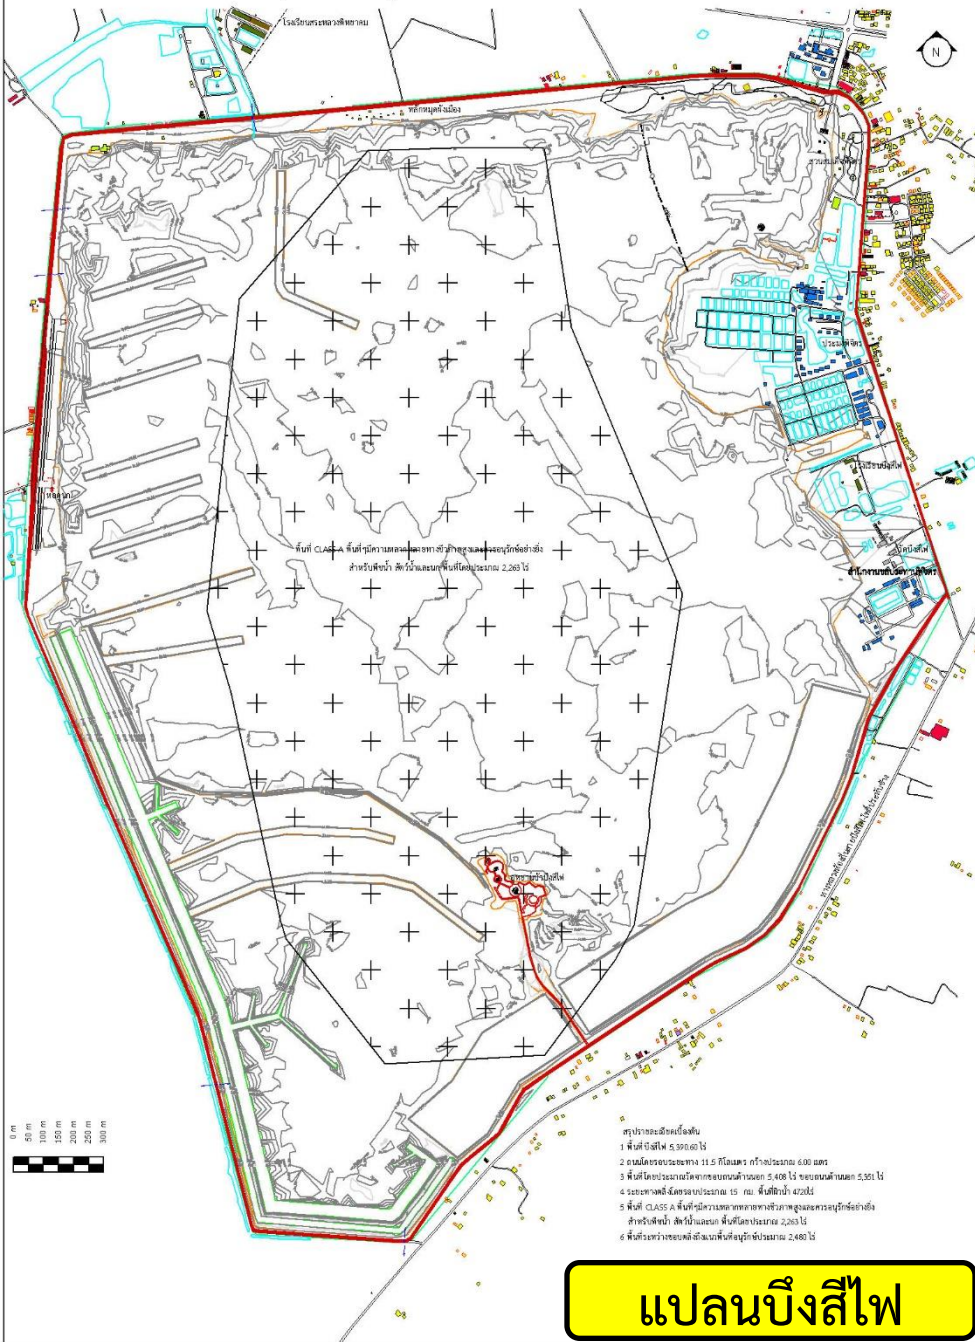 โรงเรียนสระหลวงพิทยาคม
N
หลักหมุดผังเมือง
ประมงพิจิตร
โรงเรียนบึงสีไฟ
วัดบึงสีไฟ
สำนักงานชลประทานพิจิตร
หอดูนก
พื้นที่ CLASS A พื้นที่ๆมีความหลากหลายทางชีวภาพสูงและควรอนุรักษ์อย่างยิ่ง
สำหรับพืชน้ำ สัตว์น้ำและนก พื้นที่โดยประมาณ 2,263 ไร่
0 m
50 m
100 m
150 m
200 m
250 m
300 m
สรุปรายละเอียดเบื้องต้น
1 พื้นที่บึงสีไฟ 5,390.60 ไร่
2 ถนนโดยรอบระยะทาง 11.5 กิโลเมตร กว้างประมาณ 6.00 เมตร
3 พื้นที่โดยประมาณวัดจากขอบถนนด้านนอก 5,408 ไร่ ขอบถนนด้านนอก 5,351 ไร่
4 ระยะทางตลิ่งโดยรอบประมาณ 15 กม. พื้นที่ผิวน้ำ 4720ไร่
5 พื้นที่ CLASS A พื้นที่ๆมีความหลากหลายทางชีวภาพสูงและควรอนุรักษ์อย่างยิ่ง
สำหรับพืชน้ำ สัตว์น้ำและนก พื้นที่โดยประมาณ 2,263 ไร่
6 พื้นที่ระหว่างขอบตลิ่งถึงแนวพื้นที่อนุรักษ์ประมาณ 2,480 ไร่
แปลนบึงสีไฟ